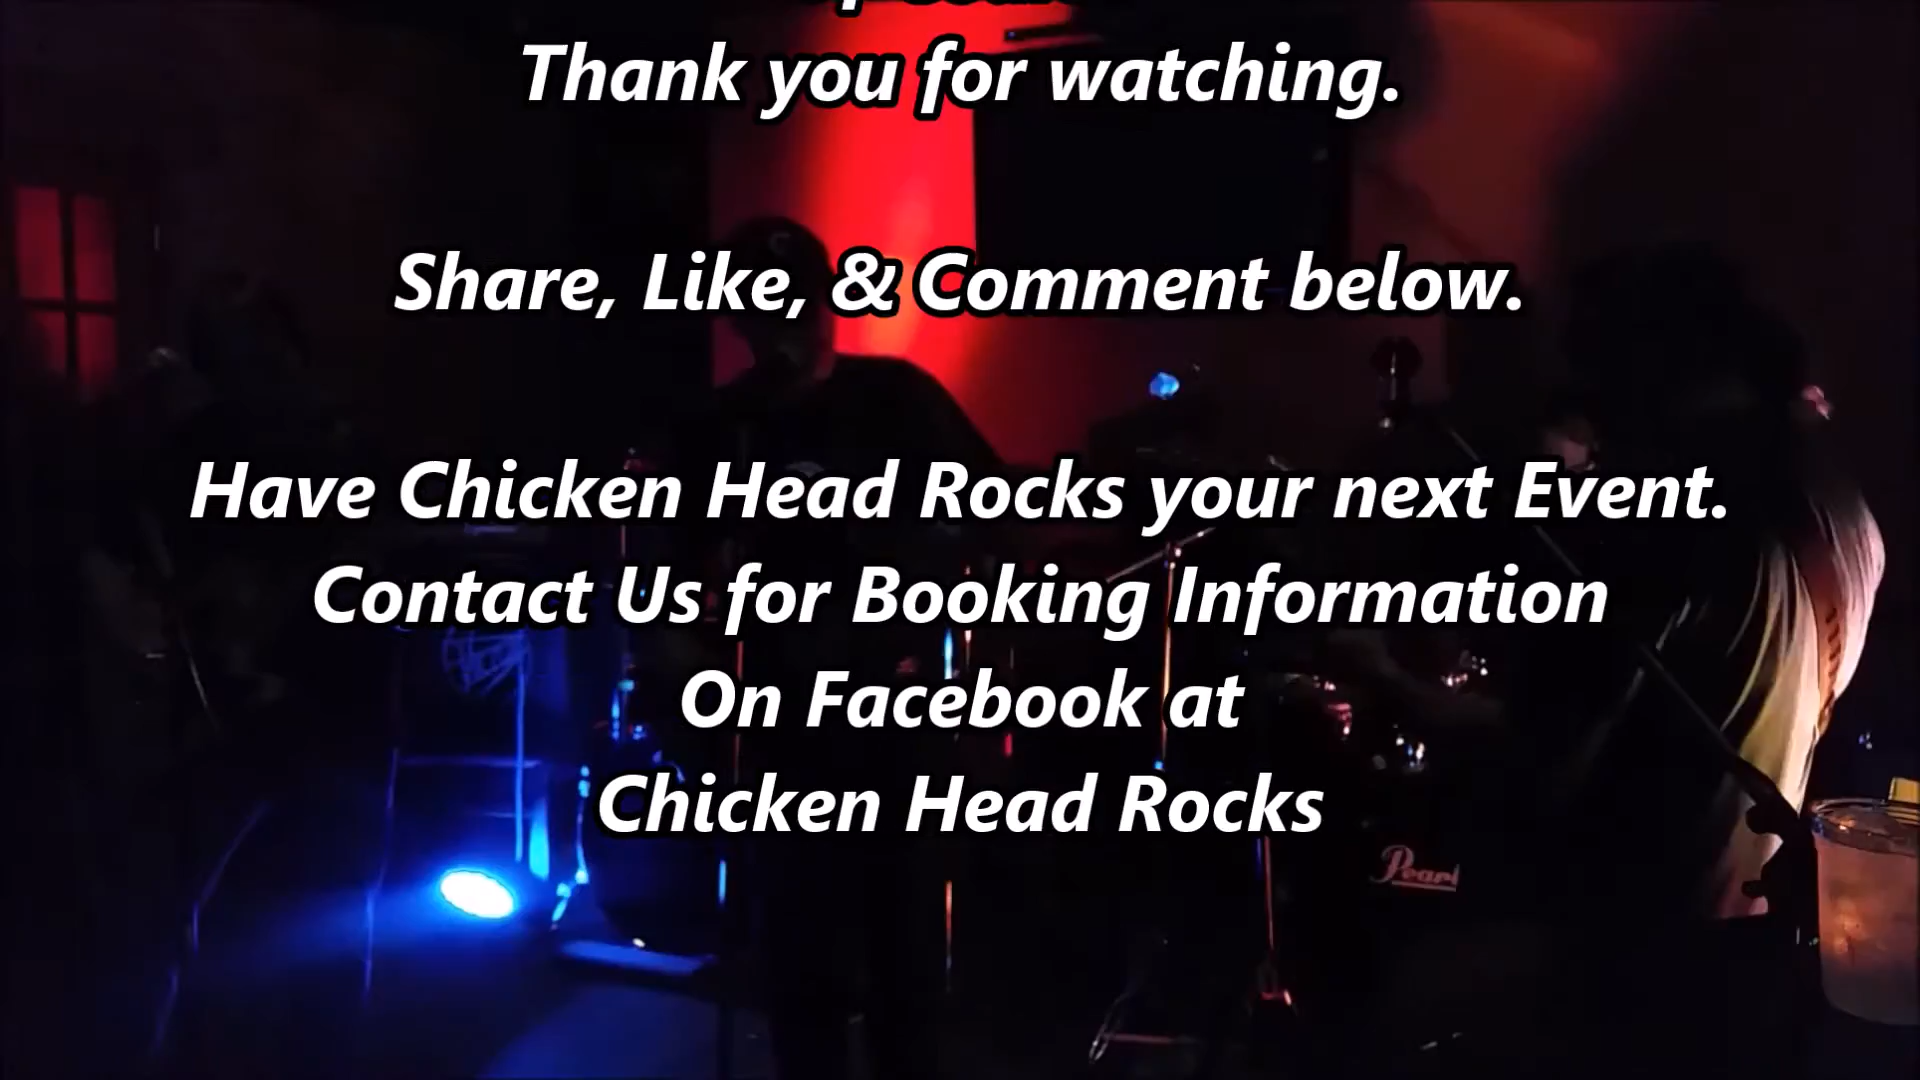 Thank you for watching.
Share, Like, & Comment below.
Have Chicken Head Rocks your next Event.
Contact Us for Booking Information
On Facebook at
Chicken Head Rocks
Pearl